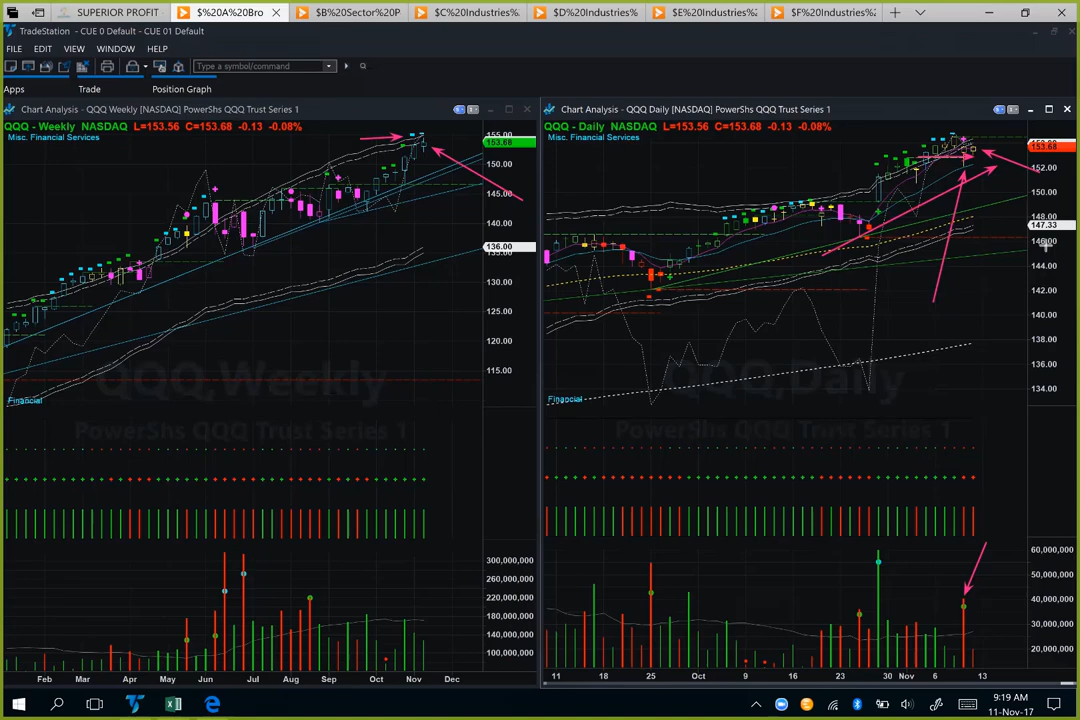 SUPERIOR PROFIT
$%20A%20Bro
$%20B%20Sector%20P
$%20C%20Industries%
$%20D%20Industries%
$%20E%20Industries%2
$%20F%20Industries%2
TradeStation - CUE 0 Default - CUE 01 Default
FILE EDIT VIEW WINDOW HELP
Type a symbol/command
Apps Trade Position Graph
Chart Analysis - QQQ Weekly [NASDAQ] PowerShs QQQ Trust Series 1
QQQ - Weekly NASDAQ L=153.56 C=153.68 -0.13 -0.08%
Misc. Financial Services
155.00
153.68
150.00
145.00
140.00
136.00
130.00
125.00
120.00
115.00
QQQ,Weekly
Financial
PowerShs QQQ Trust Series 1
300,000,000
260,000,000
220,000,000
180,000,000
140,000,000
100,000,000
Feb Mar Apr May Jun Jul Aug Sep Oct Nov Dec
Chart Analysis - QQQ Daily [NASDAQ] PowerShs QQQ Trust Series 1
QQQ - Daily NASDAQ L=153.56 C=153.68 -0.13 -0.08%
Misc. Financial Services
153.68
152.00
150.00
148.00
147.33
146.00
144.00
142.00
140.00
138.00
136.00
134.00
QQQ,Daily
Financial
PowerShs QQQ Trust Series 1
60,000,000
50,000,000
40,000,000
30,000,000
20,000,000
11 18 25 Oct 9 16 23 30 Nov 6 13
9:19 AM
11-Nov-17